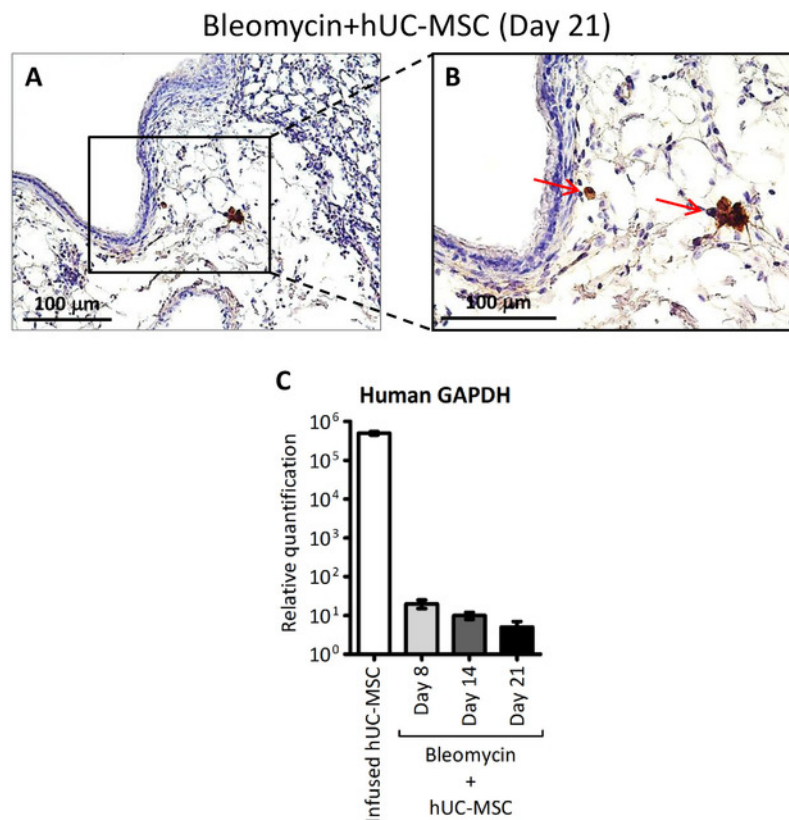 Bleomycin+hUC-MSC (Day 21)
A
B
100 µm
100 µm
C
Human GAPDH
Relative quantification
10⁶
10⁵
10⁴
10³
10²
10¹
10⁰
Infused hUC-MSC
Day 8
Day 14
Day 21
Bleomycin
+
hUC-MSC